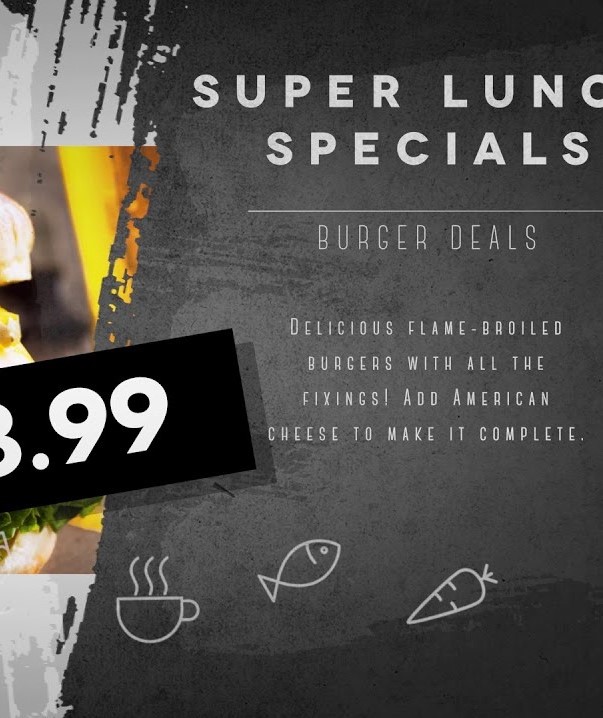 SUPER LUNC
SPECIALS
BURGER DEALS
Delicious flame-broiled
burgers with all the
fixings! Add American
cheese to make it complete.
.99